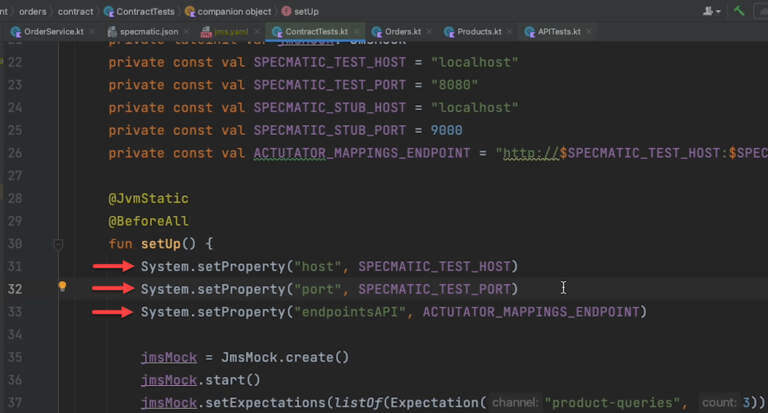 nt orders contract ContractTests companion object setUp
OrderService.kt specmatic.json jms.yaml ContractTests.kt Orders.kt Products.kt APITests.kt
22 private const val SPECMATIC_TEST_HOST = "localhost"
23 private const val SPECMATIC_TEST_PORT = "8080"
24 private const val SPECMATIC_STUB_HOST = "localhost"
25 private const val SPECMATIC_STUB_PORT = 9000
26 private const val ACTUTATOR_MAPPINGS_ENDPOINT = "http://$SPECMATIC_TEST_HOST:$SPEC
27
28 @JvmStatic
29 @BeforeAll
30 fun setUp() {
31 System.setProperty("host", SPECMATIC_TEST_HOST)
32 System.setProperty("port", SPECMATIC_TEST_PORT)
33 System.setProperty("endpointsAPI", ACTUTATOR_MAPPINGS_ENDPOINT)
34
35 jmsMock = JmsMock.create()
36 jmsMock.start()
37 jmsMock.setExpectations(listOf(Expectation( channel: "product-queries", count: 3))